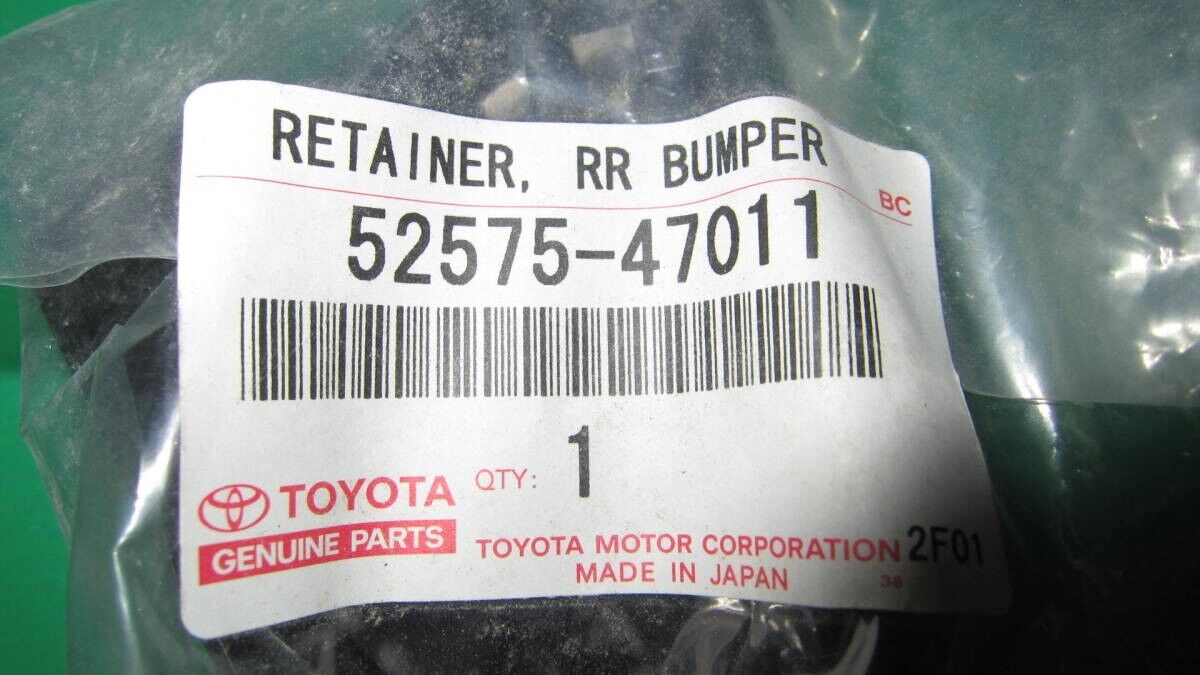 RETAINER, RR BUMPER
BC
52575-47011
QTY: 1
TOYOTA
GENUINE PARTS
TOYOTA MOTOR CORPORATION 2F01
MADE IN JAPAN 38